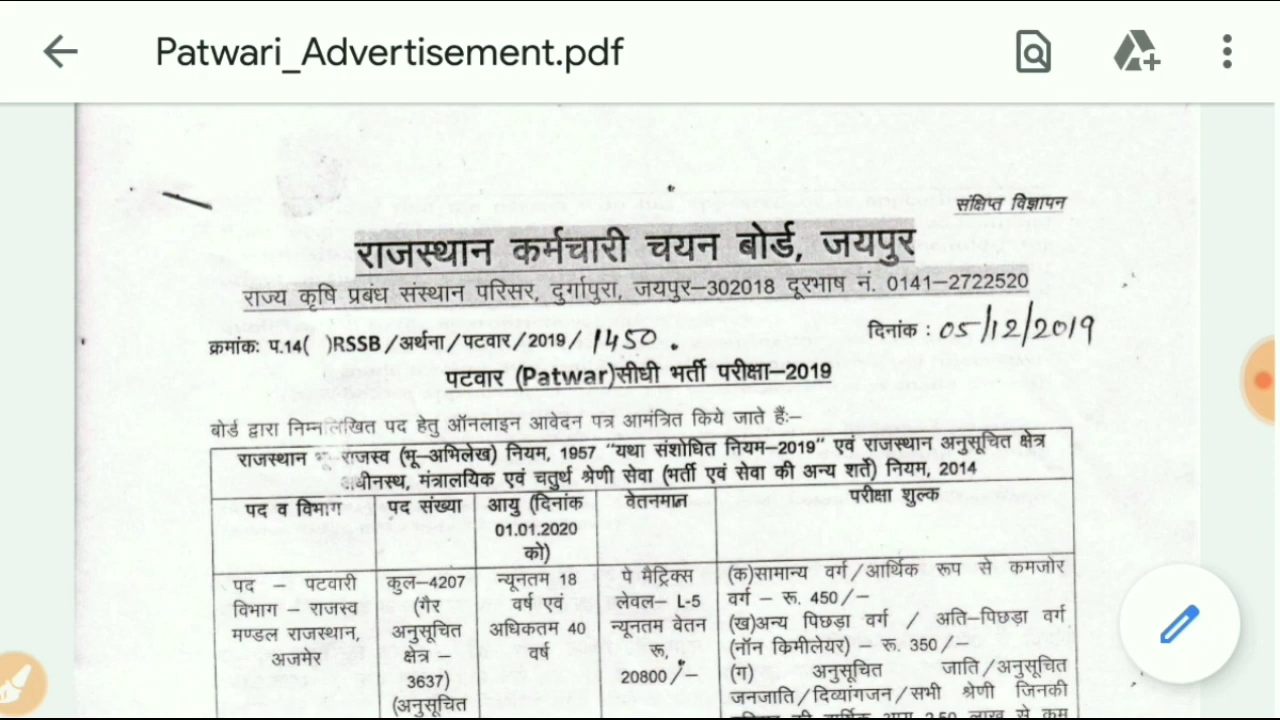 Patwari_Advertisement.pdf
संक्षिप्त विज्ञापन
राजस्थान कर्मचारी चयन बोर्ड, जयपुर
राज्य कृषि प्रबंध संस्थान परिसर, दुर्गापुरा, जयपुर–302018 दूरभाष नं. 0141–2722520
क्रमांक: प.14( )RSSB/अर्थना/पटवार/2019/1450. दिनांक : 05/12/2019
पटवार (Patwar)सीधी भर्ती परीक्षा–2019
बोर्ड द्वारा निम्नलिखित पद हेतु ऑनलाइन आवेदन पत्र आमंत्रित किये जाते हैं:–
राजस्थान भू राजस्व (भू–अभिलेख) नियम, 1957 "यथा संशोधित नियम–2019" एवं राजस्थान अनुसूचित क्षेत्र
अधीनस्थ, मंत्रालयिक एवं चतुर्थ श्रेणी सेवा (भर्ती एवं सेवा की अन्य शर्ते) नियम, 2014
पद व विभाग
पद संख्या
आयु (दिनांक
01.01.2020
को)
वेतनमान
परीक्षा शुल्क
पद – पटवारी
विभाग – राजस्व
मण्डल राजस्थान,
अजमेर
कुल–4207
(गैर
अनुसूचित
क्षेत्र –
3637)
(अनुसूचित
न्यूनतम 18
वर्ष एवं
अधिकतम 40
वर्ष
पे मैट्रिक्स
लेवल– L-5
न्यूनतम वेतन
रू.
20800/–
(क)सामान्य वर्ग/आर्थिक रूप से कमजोर
वर्ग – रू. 450/–
(ख)अन्य पिछड़ा वर्ग / अति–पिछड़ा वर्ग
(नॉन किमीलेयर) – रू. 350/–
(ग) अनुसूचित जाति/अनुसूचित
जनजाति/दिव्यांगजन/सभी श्रेणी जिनकी
की वार्षिक आय 2.50 लाख से कम